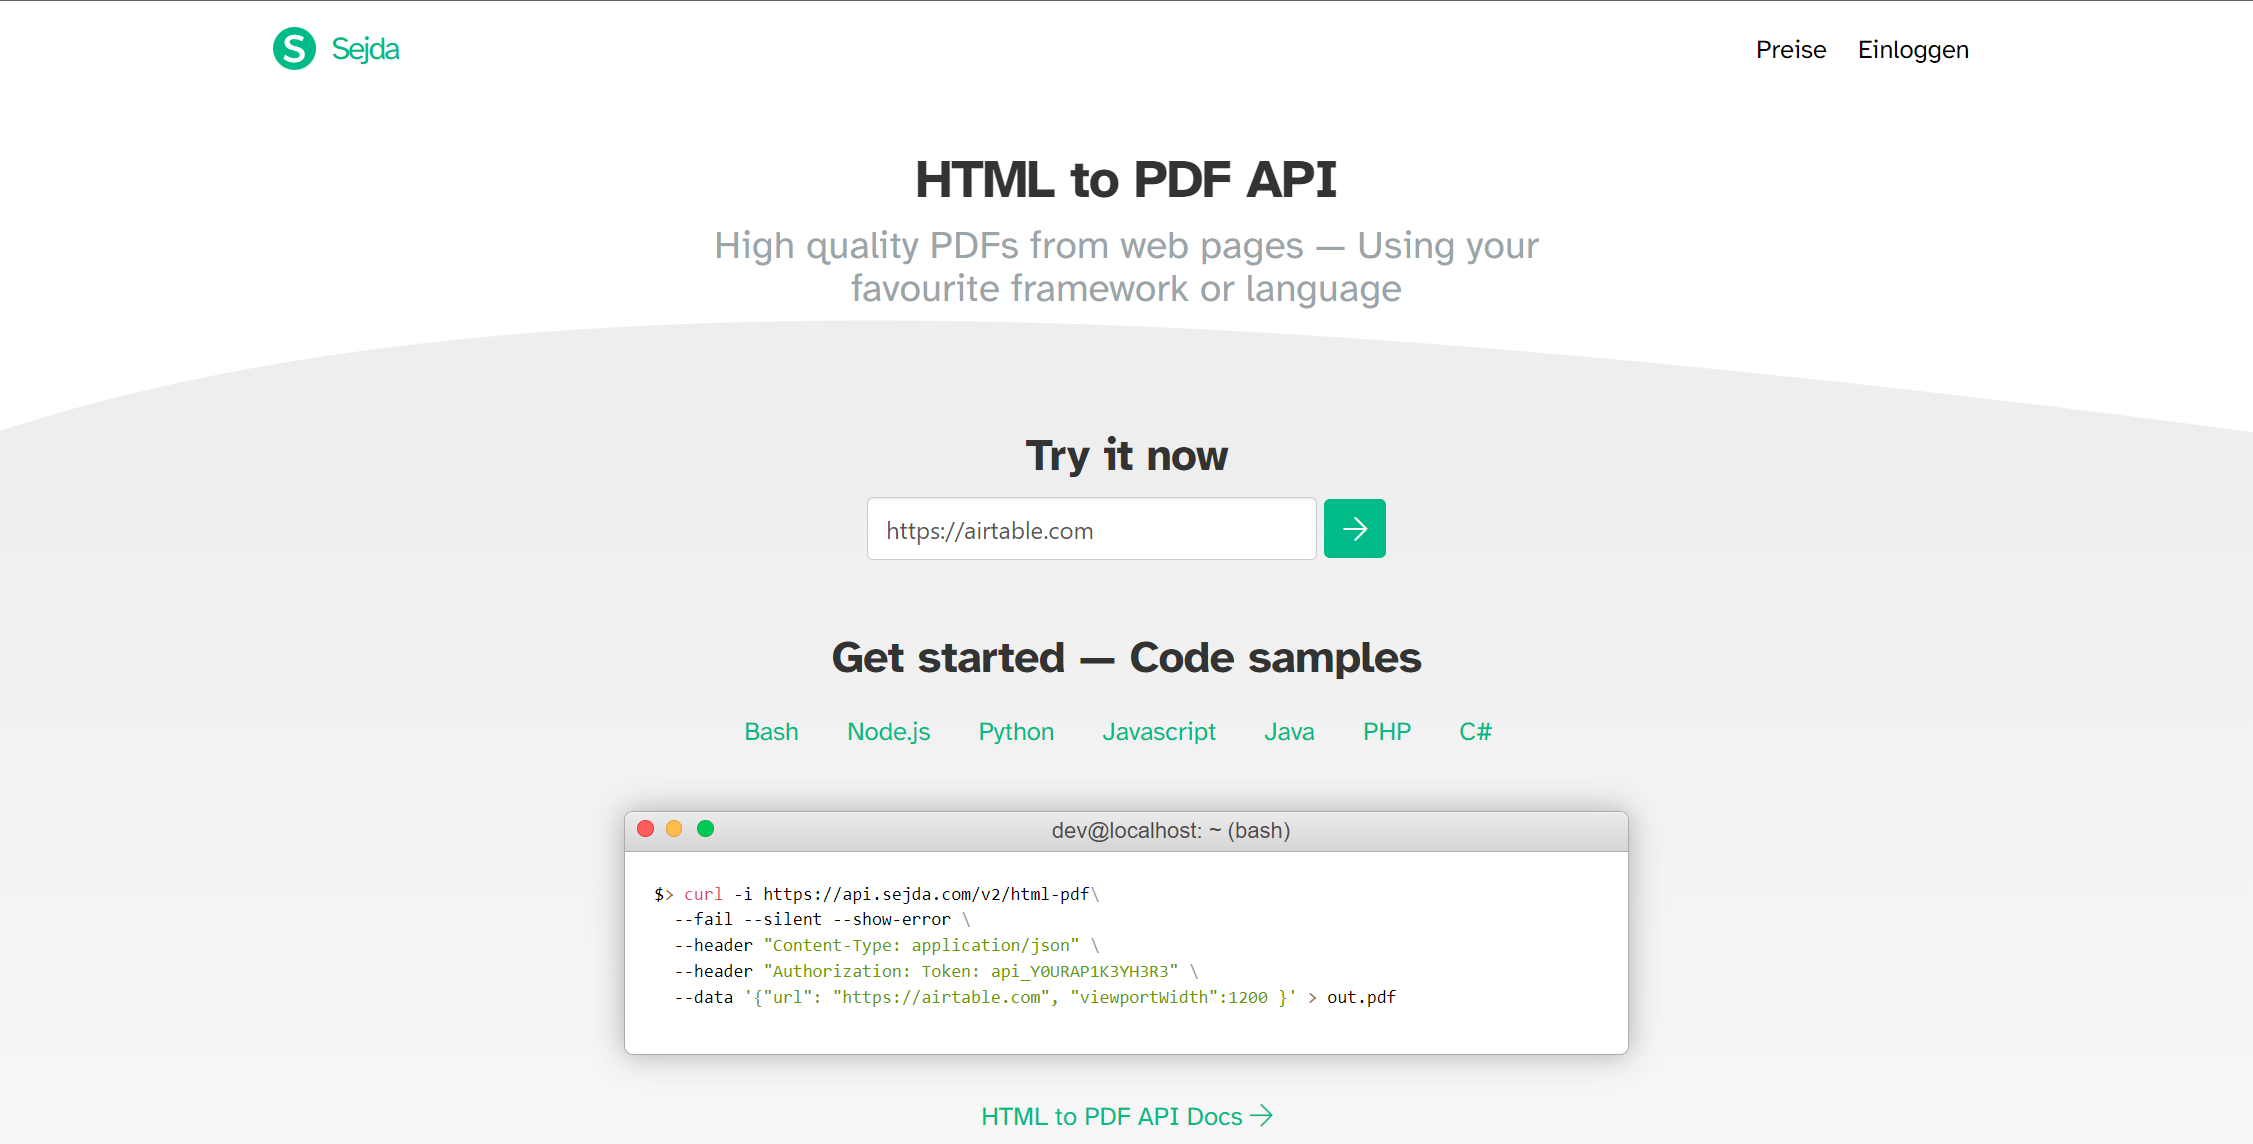 S Sejda
Preise Einloggen
HTML to PDF API
High quality PDFs from web pages — Using your
favourite framework or language
Try it now
https://airtable.com
Get started — Code samples
Bash Node.js Python Javascript Java PHP C#
dev@localhost: ~ (bash)
$> curl -i https://api.sejda.com/v2/html-pdf\
--fail --silent --show-error \
--header "Content-Type: application/json" \
--header "Authorization: Token: api_Y0URAP1K3YH3R3" \
--data '{"url": "https://airtable.com", "viewportWidth":1200 }' > out.pdf
HTML to PDF API Docs →